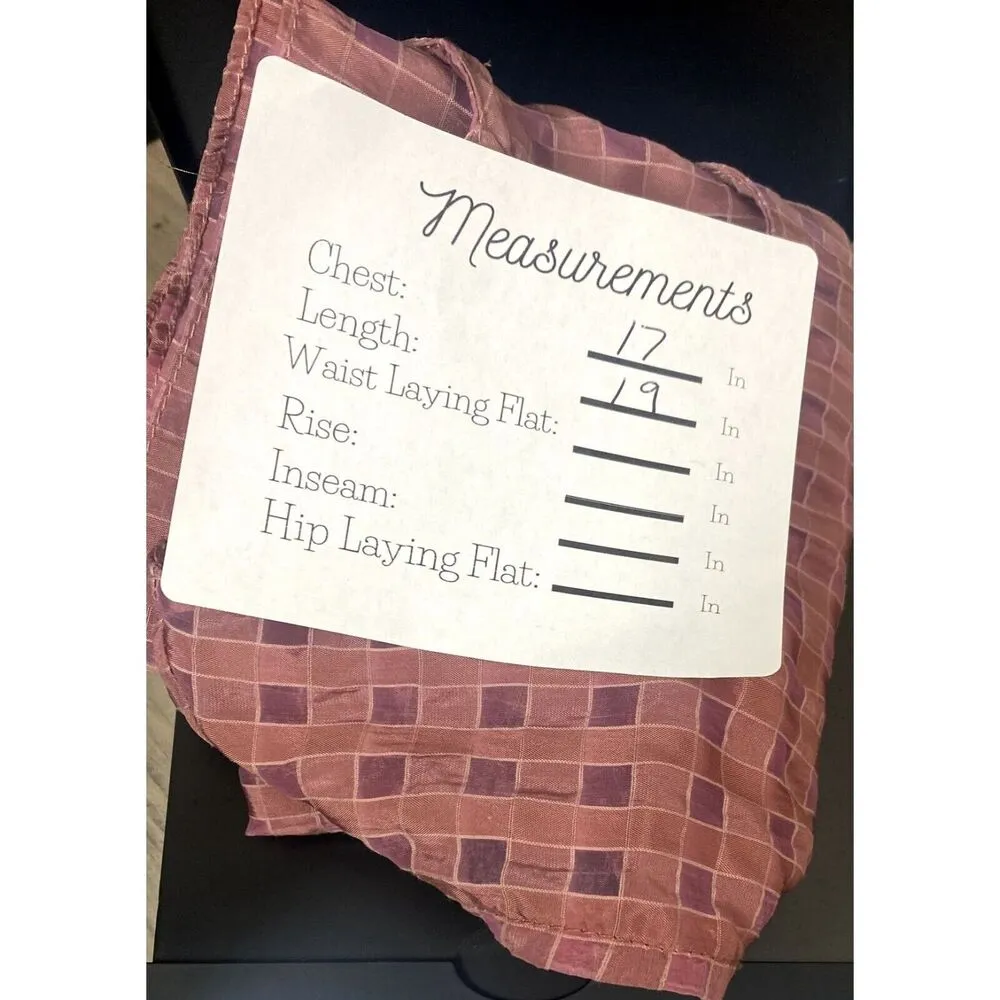 Measurements
Chest: 17 In
Length: 19 In
Waist Laying Flat: In
Rise: In
Inseam: In
Hip Laying Flat: In